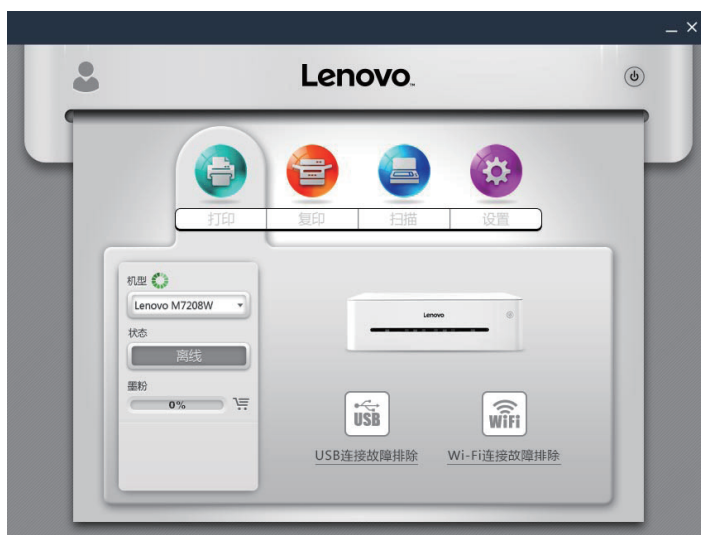 Lenovo
打印 复印 扫描 设置
机型
Lenovo M7208W
状态
离线
墨粉
0%
Lenovo
USB
WiFi
USB连接故障排除 Wi-Fi连接故障排除